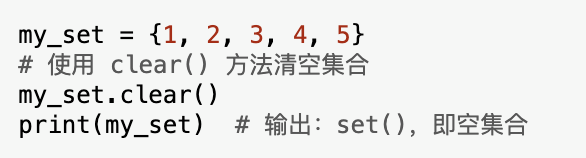 my_set = {1, 2, 3, 4, 5}
# 使用 clear() 方法清空集合
my_set.clear()
print(my_set)  # 输出：set()，即空集合